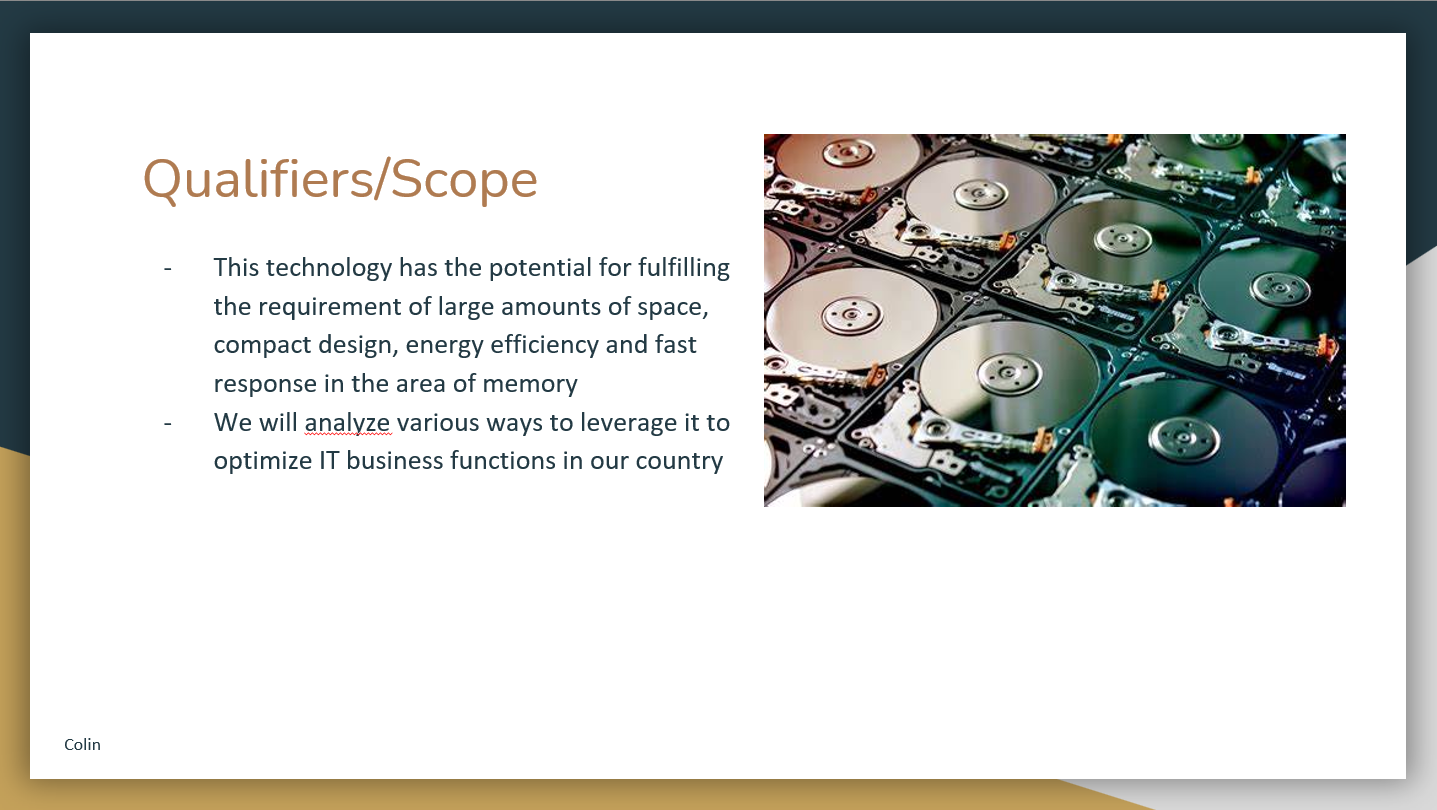 Qualifiers/Scope
- This technology has the potential for fulfilling
the requirement of large amounts of space,
compact design, energy efficiency and fast
response in the area of memory
- We will analyze various ways to leverage it to
optimize IT business functions in our country
Colin